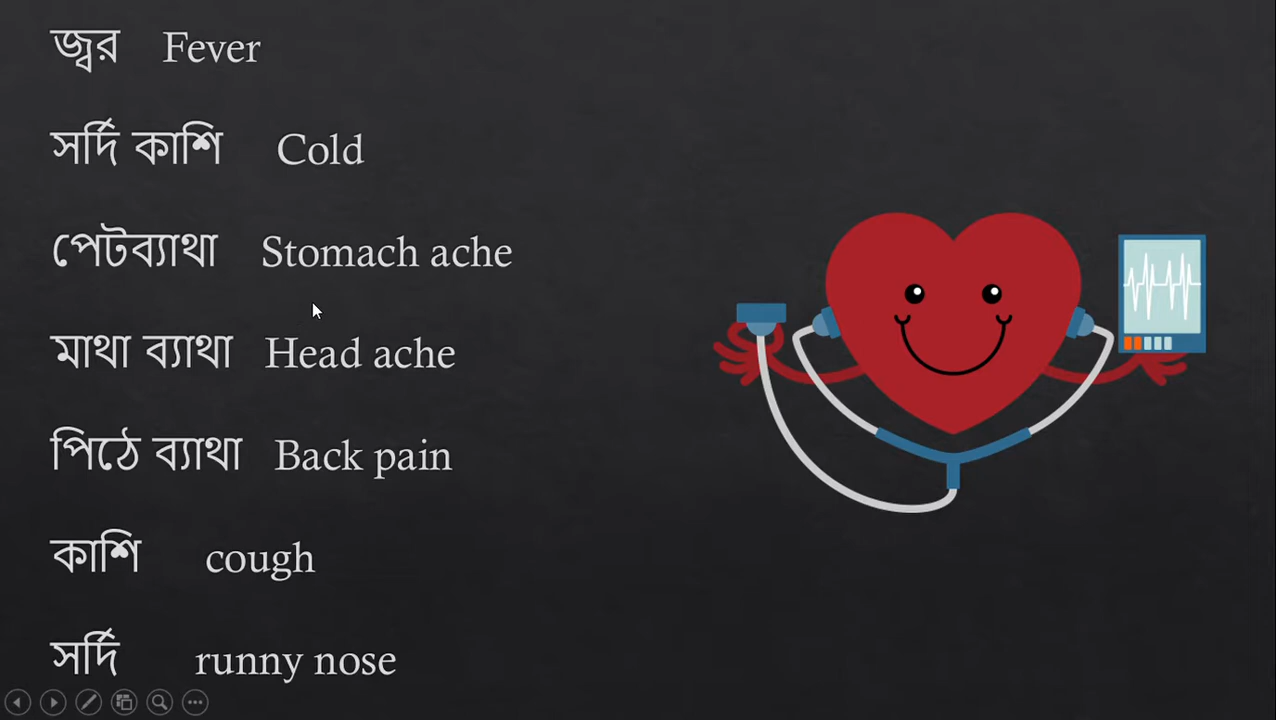 জ্বর Fever
সর্দি কাশি Cold
পেটব্যাথা Stomach ache
মাথা ব্যাথা Head ache
পিঠে ব্যাথা Back pain
কাশি cough
সর্দি runny nose